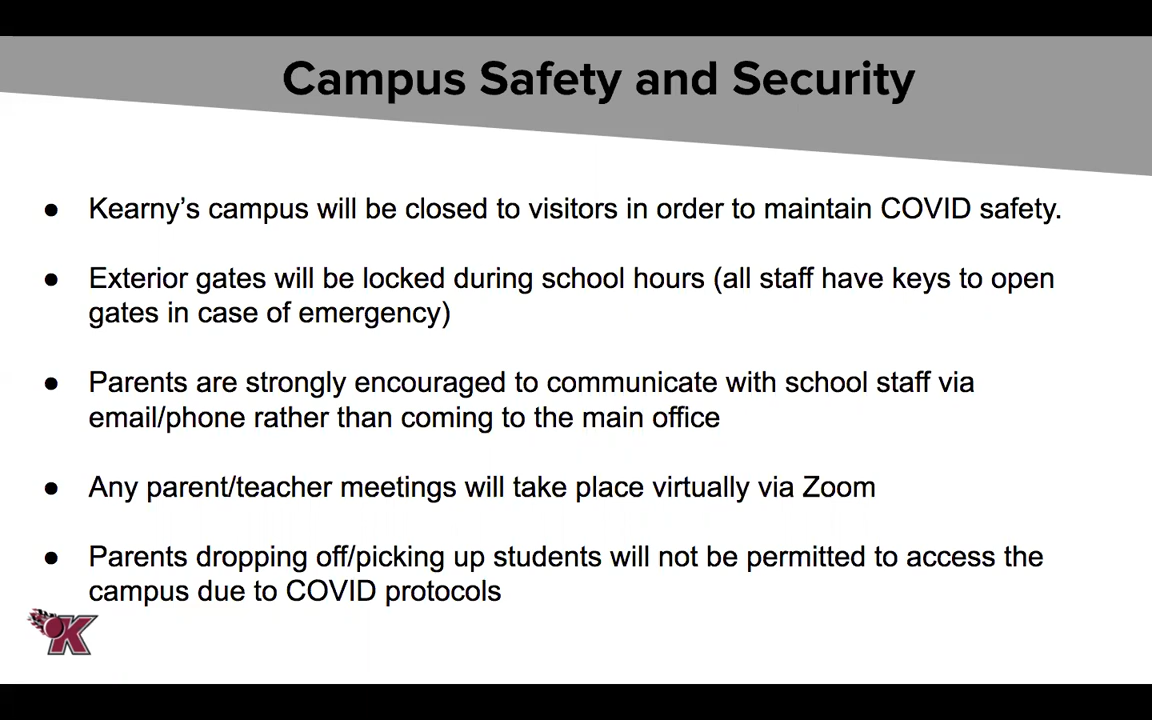 Campus Safety and Security
● Kearny’s campus will be closed to visitors in order to maintain COVID safety.
● Exterior gates will be locked during school hours (all staff have keys to open
gates in case of emergency)
● Parents are strongly encouraged to communicate with school staff via
email/phone rather than coming to the main office
● Any parent/teacher meetings will take place virtually via Zoom
● Parents dropping off/picking up students will not be permitted to access the
campus due to COVID protocols
K